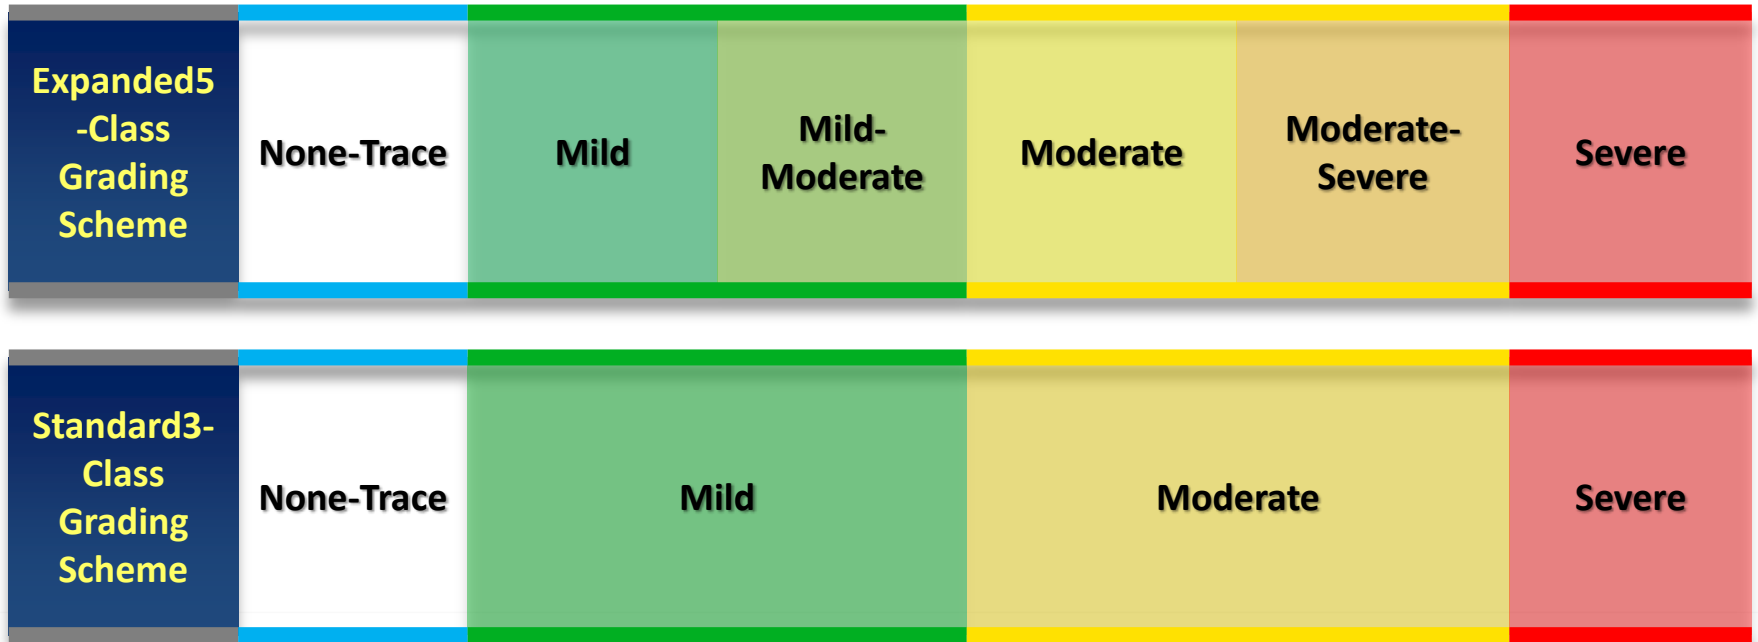 Expanded5
-Class
Grading
Scheme
None-Trace
Mild
Mild-
Moderate
Moderate
Moderate-
Severe
Severe
Standard3-
Class
Grading
Scheme
None-Trace
Mild
Moderate
Severe